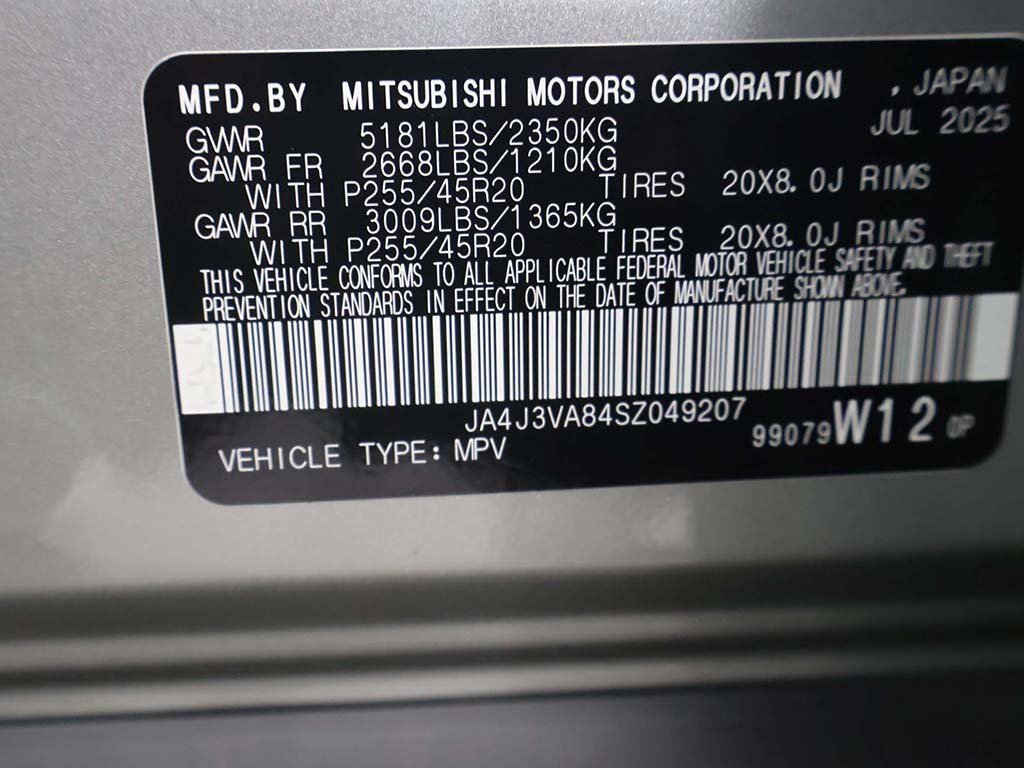 MFD.BY MITSUBISHI MOTORS CORPORATION , JAPAN
JUL 2025
GVWR 5181LBS/2350KG
GAWR FR 2668LBS/1210KG
WITH P255/45R20 TIRES 20X8.0J RIMS
GAWR RR 3009LBS/1365KG
WITH P255/45R20 TIRES 20X8.0J RIMS
THIS VEHICLE CONFORMS TO ALL APPLICABLE FEDERAL MOTOR VEHICLE SAFETY AND THEFT
PREVENTION STANDARDS IN EFFECT ON THE DATE OF MANUFACTURE SHOWN ABOVE.
JA4J3VA84SZ049207
VEHICLE TYPE: MPV 99079 W12 0P